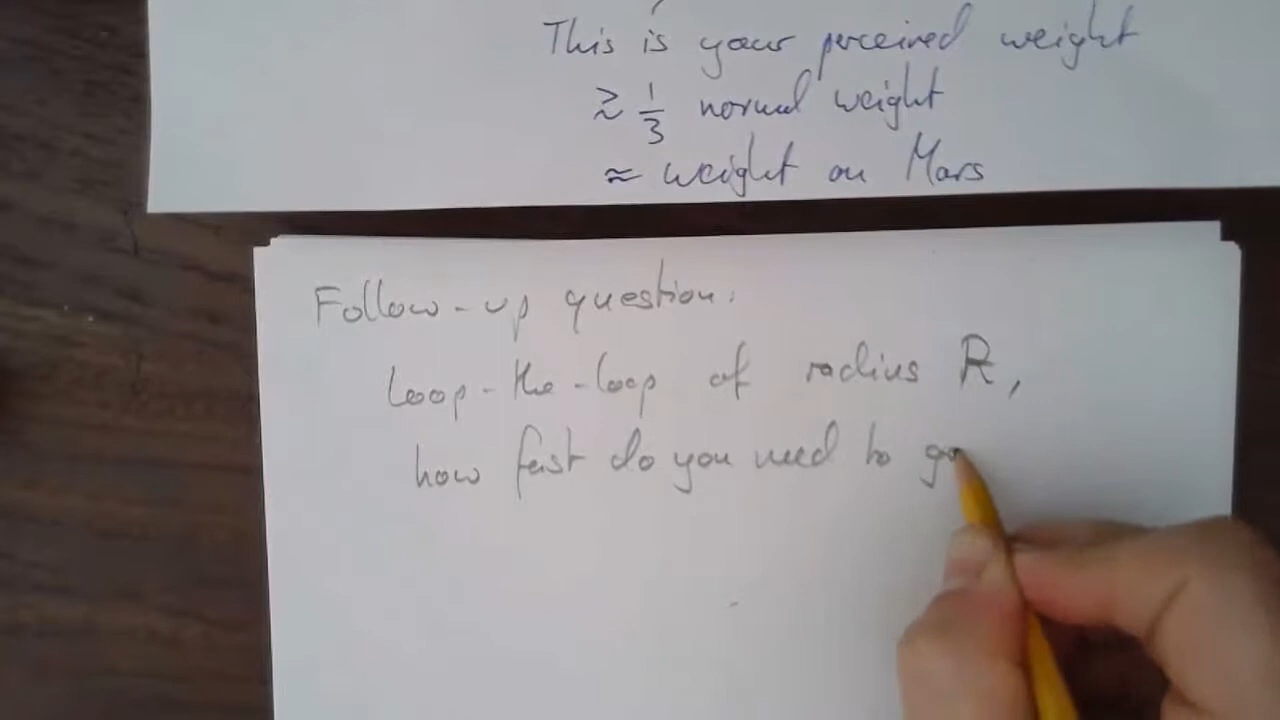 This is your perceived weight
≳ 1/3 normal weight
≈ weight on Mars
Follow-up question:
Loop-the-loop of radius R,
how fast do you need to go